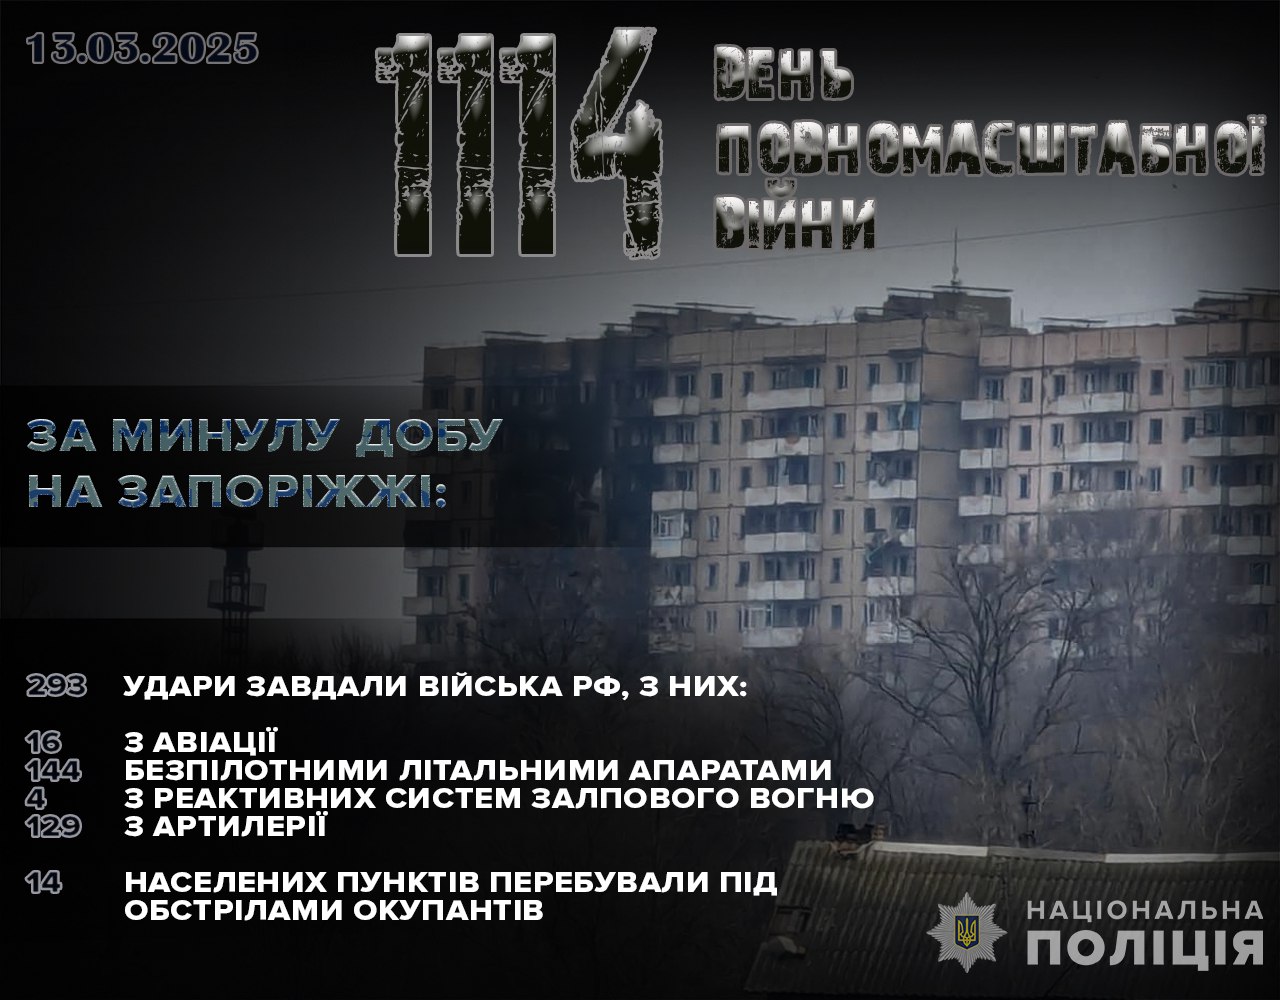 13.03.2025
1114
ДЕНЬ
ПОВНОМАСШТАБНОЇ
ВІЙНИ
ЗА МИНУЛУ ДОБУ
НА ЗАПОРІЖЖІ:
293 УДАРИ ЗАВДАЛИ ВІЙСЬКА РФ, З НИХ:
16 З АВІАЦІЇ
144 БЕЗПІЛОТНИМИ ЛІТАЛЬНИМИ АПАРАТАМИ
4 З РЕАКТИВНИХ СИСТЕМ ЗАЛПОВОГО ВОГНЮ
129 З АРТИЛЕРІЇ
14 НАСЕЛЕНИХ ПУНКТІВ ПЕРЕБУВАЛИ ПІД
ОБСТРІЛАМИ ОКУПАНТІВ
НАЦІОНАЛЬНА
ПОЛІЦІЯ